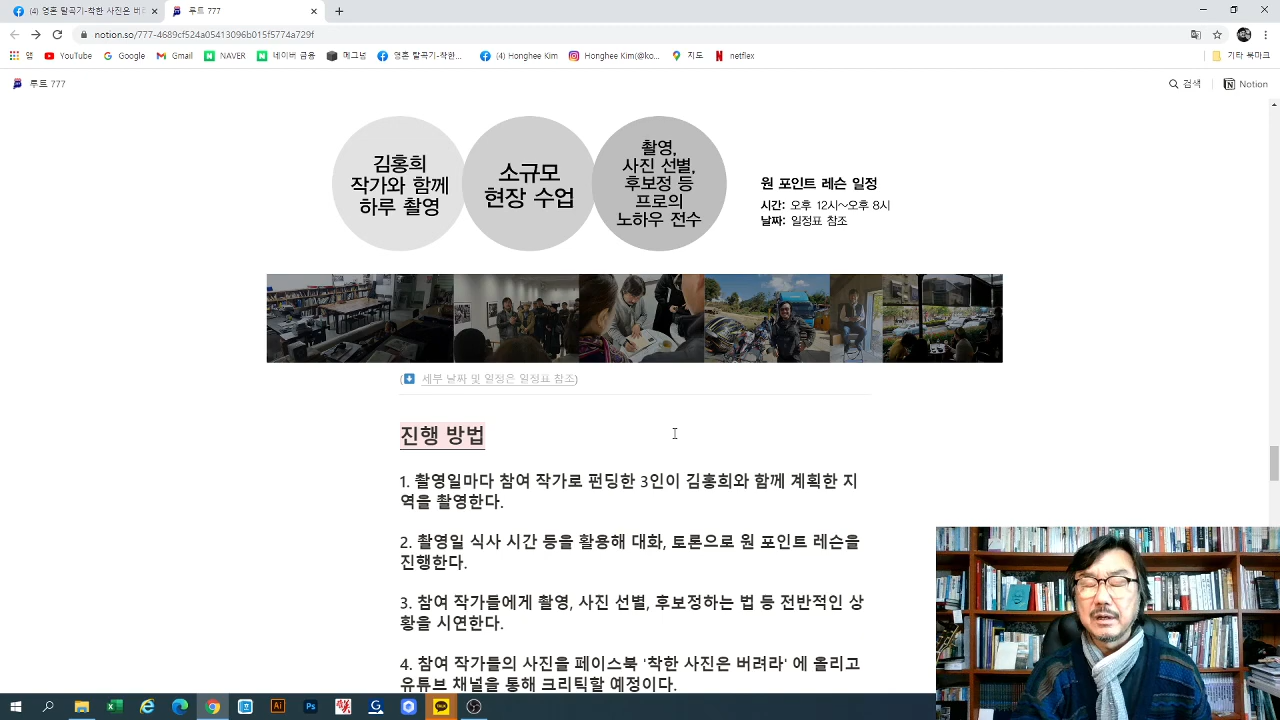 (4) 영혼 탈곡기-착한 사진은 버
루트 777
notion.so/777-4689cf524a05413096b015f5774a729f
앱
YouTube
Google
Gmail
NAVER
네이버 금융
메그넘
영혼 탈곡기-착한...
(4) Honghee Kim
Honghee Kim(@ko...
지도
netflex
기타 북마크
루트 777
검색
Notion
김홍희
작가와 함께
하루 촬영
소규모
현장 수업
촬영,
사진 선별,
후보정 등
프로의
노하우 전수
원 포인트 레슨 일정
시간: 오후 12시~오후 8시
날짜: 일정표 참조
(⬇ 세부 날짜 및 일정은 일정표 참조)
진행 방법
1. 촬영일마다 참여 작가로 펀딩한 3인이 김홍희와 함께 계획한 지
역을 촬영한다.
2. 촬영일 식사 시간 등을 활용해 대화, 토론으로 원 포인트 레슨을
진행한다.
3. 참여 작가들에게 촬영, 사진 선별, 후보정하는 법 등 전반적인 상
황을 시연한다.
4. 참여 작가들의 사진을 페이스북 '착한 사진은 버려라' 에 올리고
유튜브 채널을 통해 크리틱할 예정이다.